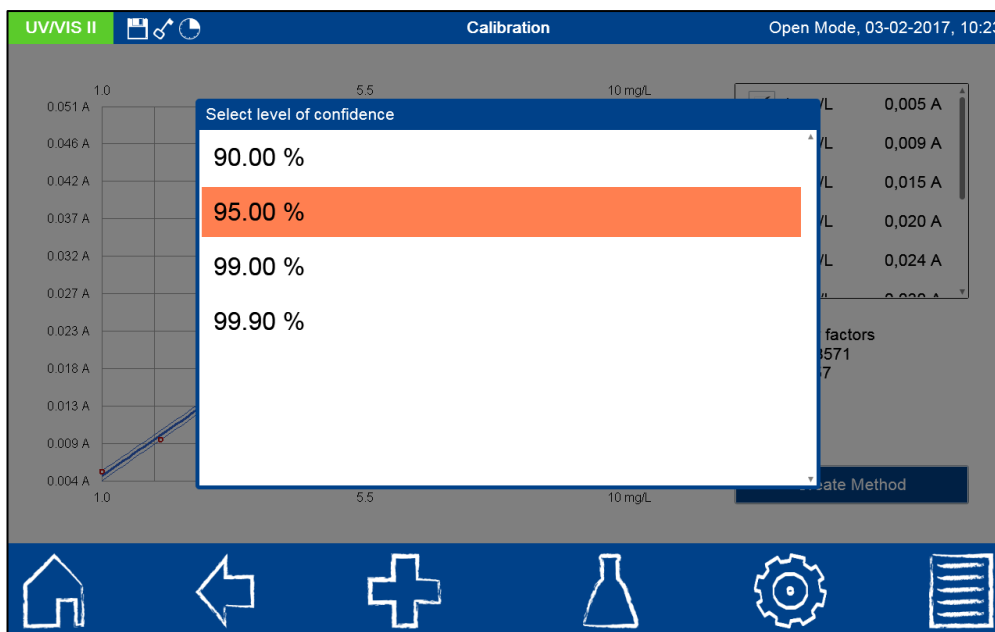 UV/VIS II Calibration Open Mode, 03-02-2017, 10:23
1.0 5.5 10 mg/L
0.051 A
0.046 A
0.042 A
0.037 A
0.032 A
0.027 A
0.023 A
0.018 A
0.013 A
0.009 A
0.004 A
1.0 5.5 10 mg/L
Select level of confidence
90.00 %
95.00 %
99.00 %
99.90 %
/L 0,005 A
/L 0,009 A
/L 0,015 A
/L 0,020 A
/L 0,024 A
factors
3571
57
Create Method